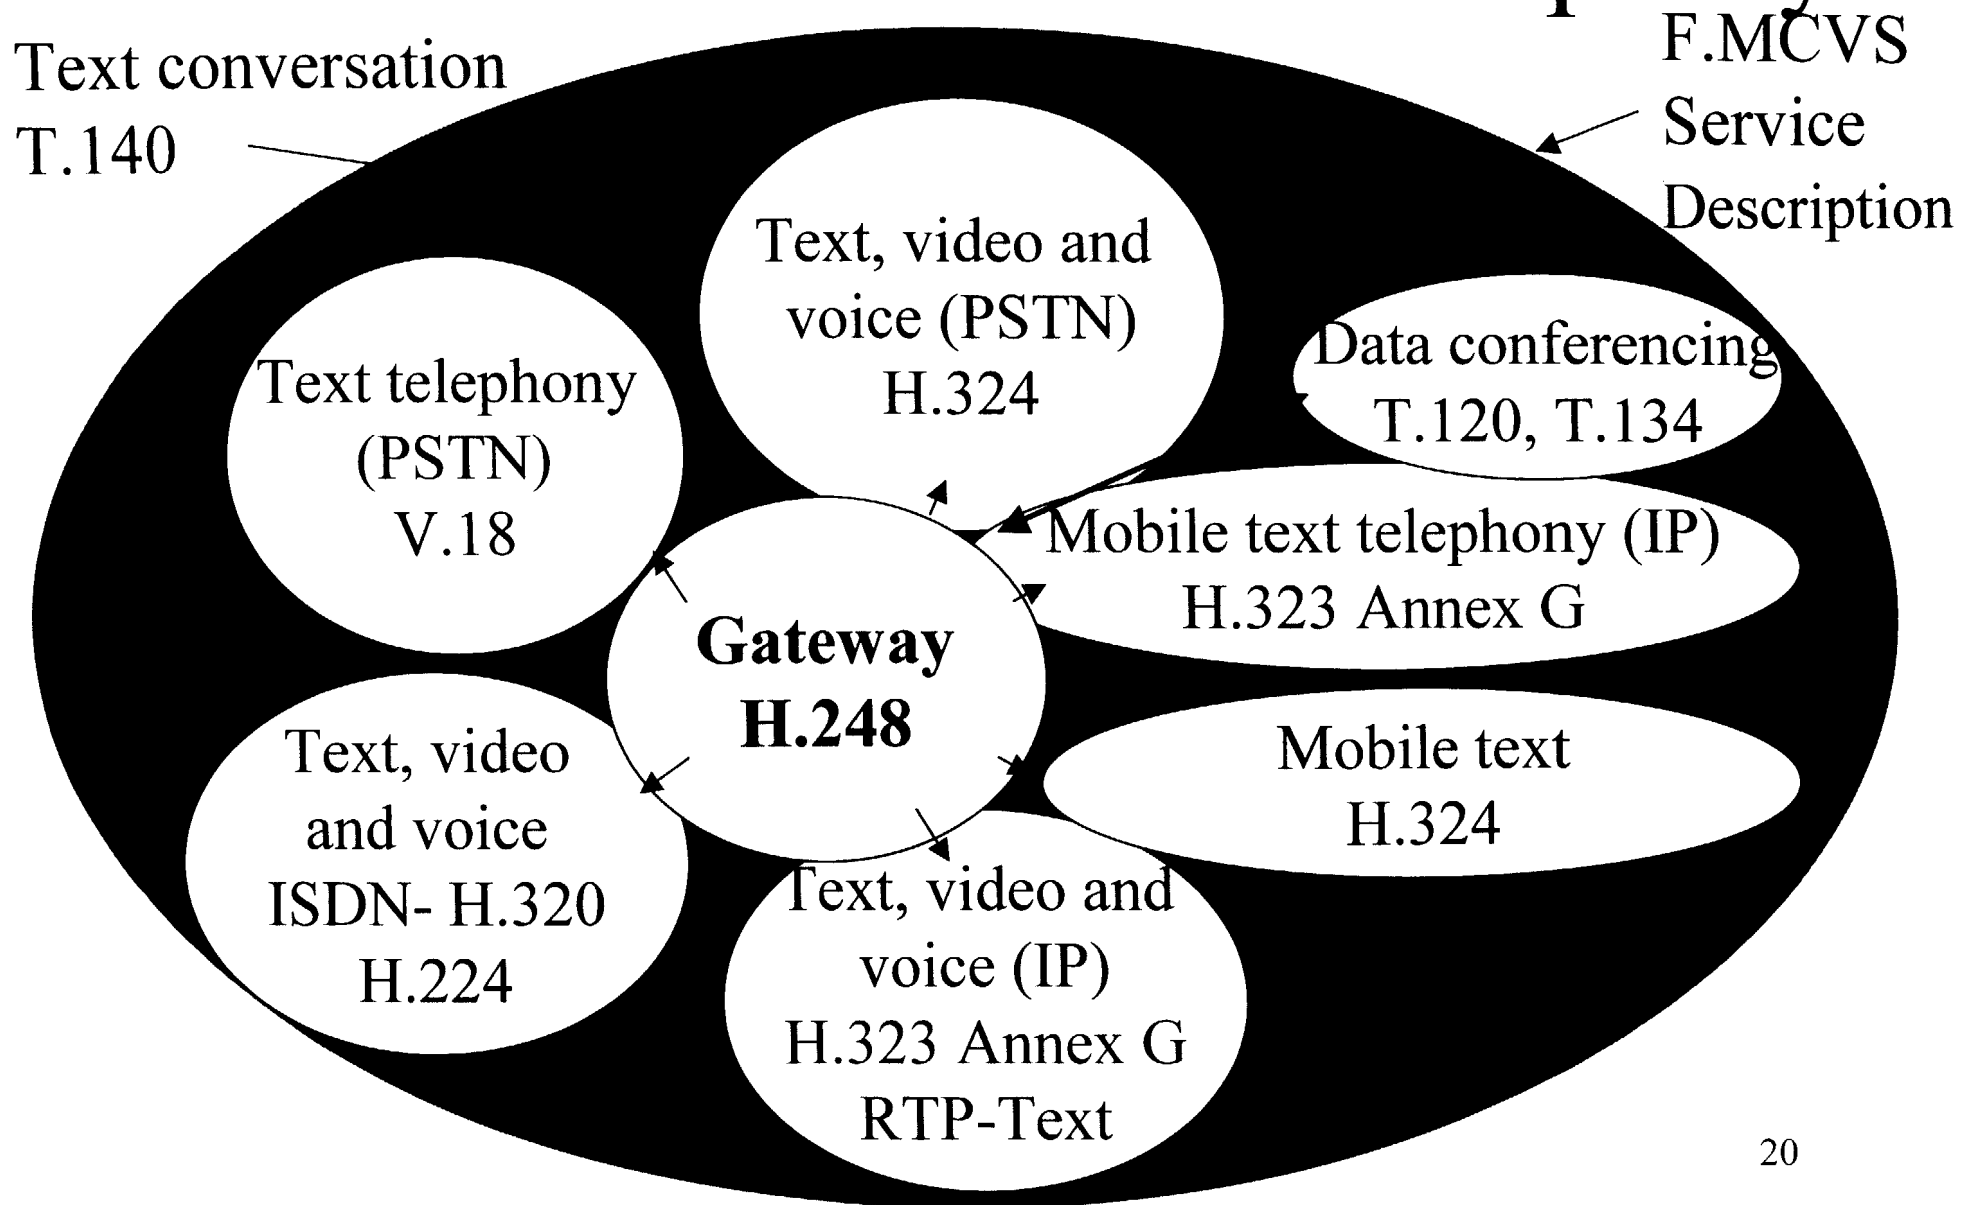 Text conversation
T.140
F.MCVS
Service
Description
Text, video and
voice (PSTN)
H.324
Data conferencing
T.120, T.134
Text telephony
(PSTN)
V.18
Mobile text telephony (IP)
H.323 Annex G
Gateway
H.248
Mobile text
H.324
Text, video
and voice
ISDN- H.320
H.224
Text, video and
voice (IP)
H.323 Annex G
RTP-Text
20